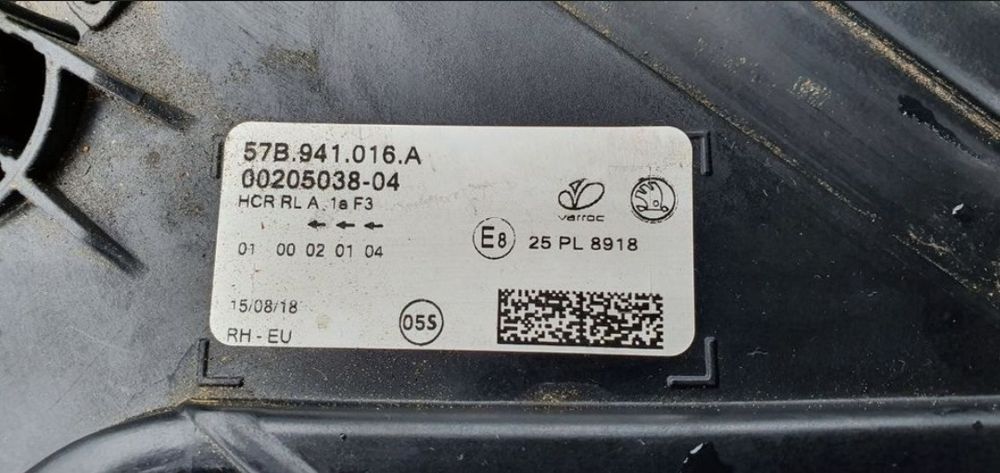 57B.941.016.A
00205038-04
HCR RL A, 1a F3
01 00 02 01 04
varroc
E8 25 PL 8918
15/08/18
05S
RH - EU